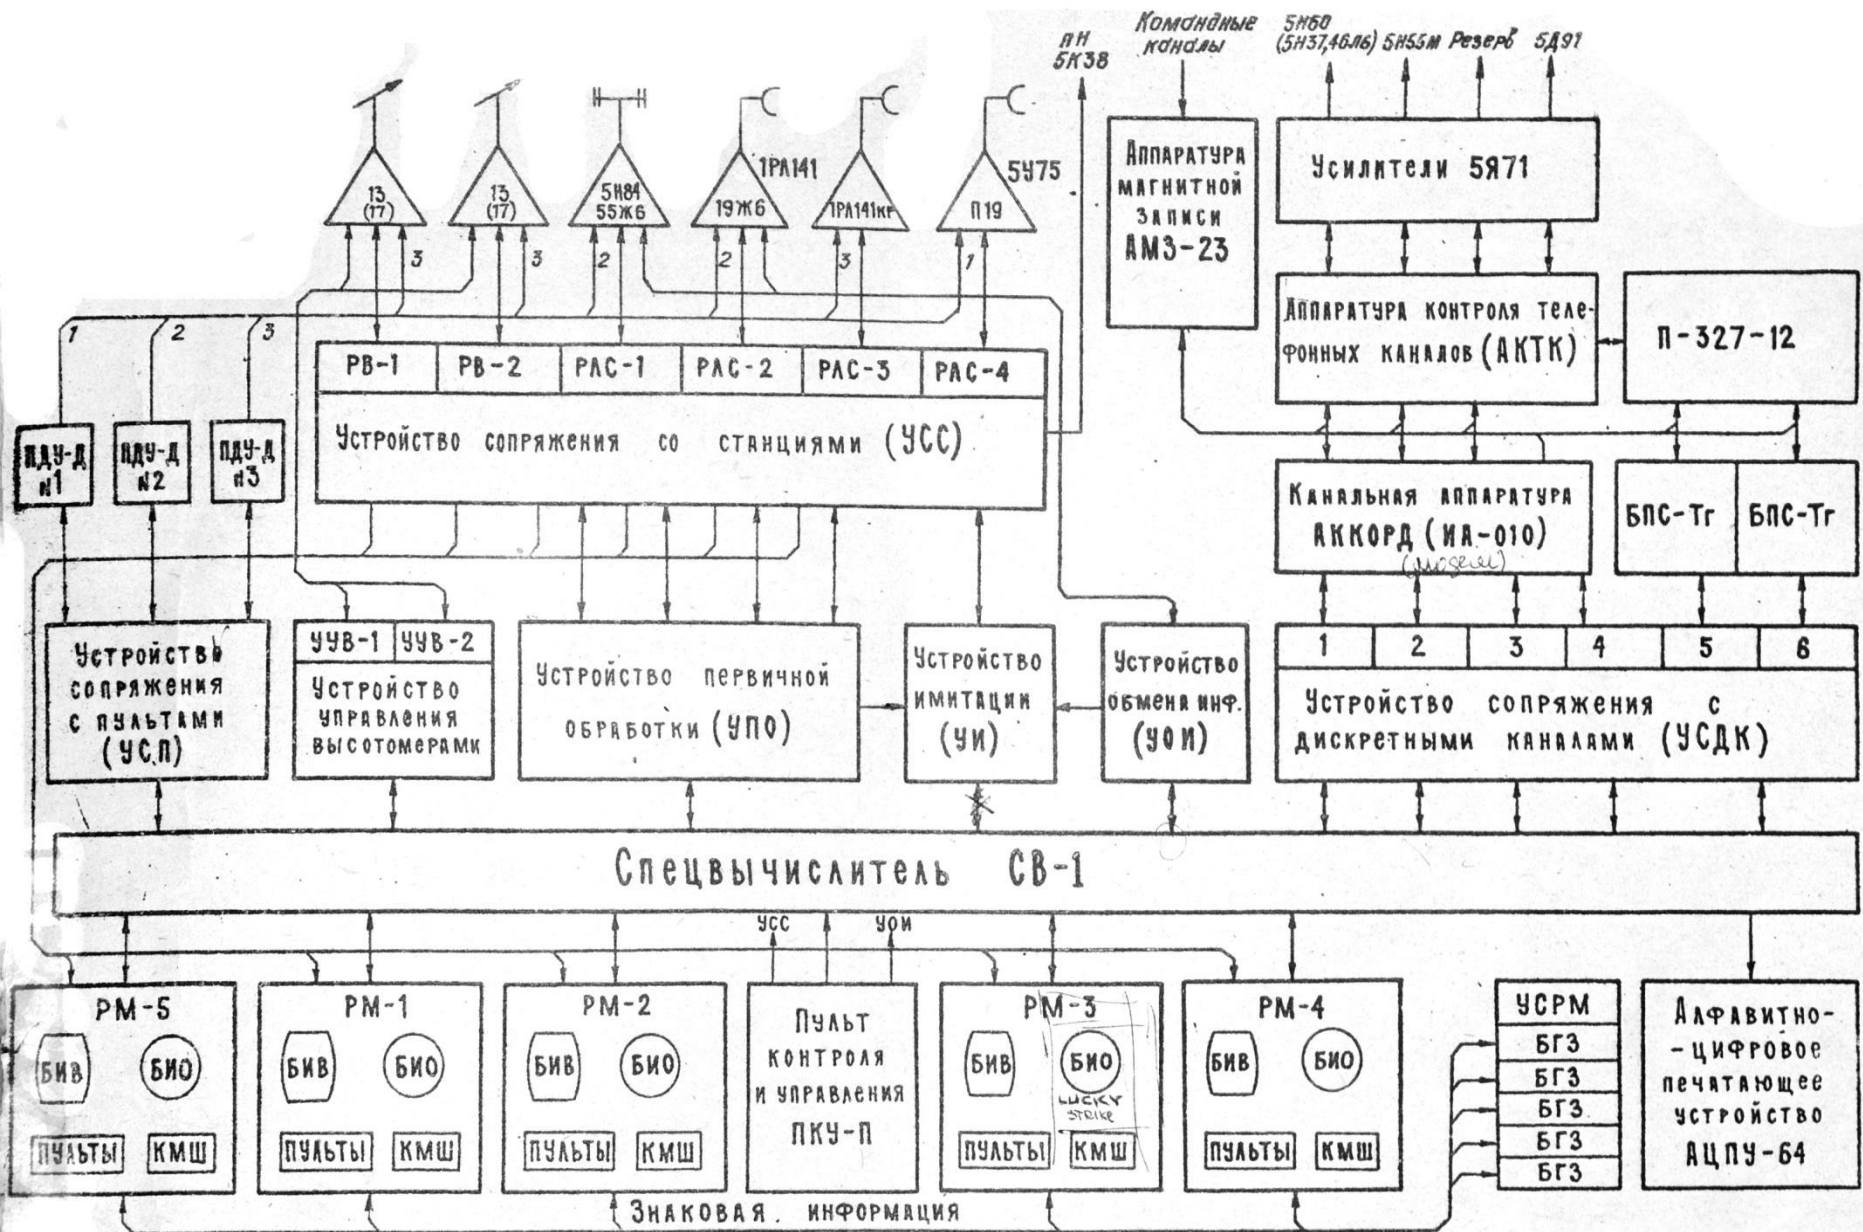 ПН
5К38
Командные
каналы
5Н60
(5Н37,46Л6)
5Н55М
Резерв
5Д91
13
(17)
13
(17)
5Н84
55Ж6
1РЛ141
19Ж6
1РЛ141кр
5У75
П19
3
3
2
2
3
1
Аппаратура
магнитной
записи
АМЗ-23
Усилители 5Я71
Аппаратура контроля теле-
фонных каналов (АКТК)
П-327-12
1
2
3
РВ-1
РВ-2
РЛС-1
РЛС-2
РЛС-3
РЛС-4
Устройство сопряжения со станциями (УСС)
ПДУ-Д
№1
ПДУ-Д
№2
ПДУ-Д
№3
Канальная аппаратура
АККОРД (ИА-010)
БПС-Тг
БПС-Тг
Устройство
сопряжения
с пультами
(УСП)
УУВ-1
УУВ-2
Устройство
управления
высотомерами
Устройство первичной
обработки (УПО)
Устройство
имитации
(УИ)
Устройство
обмена инф.
(УОИ)
1
2
3
4
5
6
Устройство сопряжения с
дискретными каналами (УСДК)
Спецвычислитель СВ-1
УСС
УОИ
РМ-5
БИВ
БИО
ПУЛЬТЫ
КМШ
РМ-1
БИВ
БИО
ПУЛЬТЫ
КМШ
РМ-2
БИВ
БИО
ПУЛЬТЫ
КМШ
Пульт
контроля
и управления
ПКУ-П
РМ-3
БИВ
БИО
LUCKY
STRIKE
ПУЛЬТЫ
КМШ
РМ-4
БИВ
БИО
ПУЛЬТЫ
КМШ
УСРМ
БГЗ
БГЗ
БГЗ
БГЗ
БГЗ
Алфавитно-
-цифровое
печатающее
устройство
АЦПУ-64
Знаковая информация